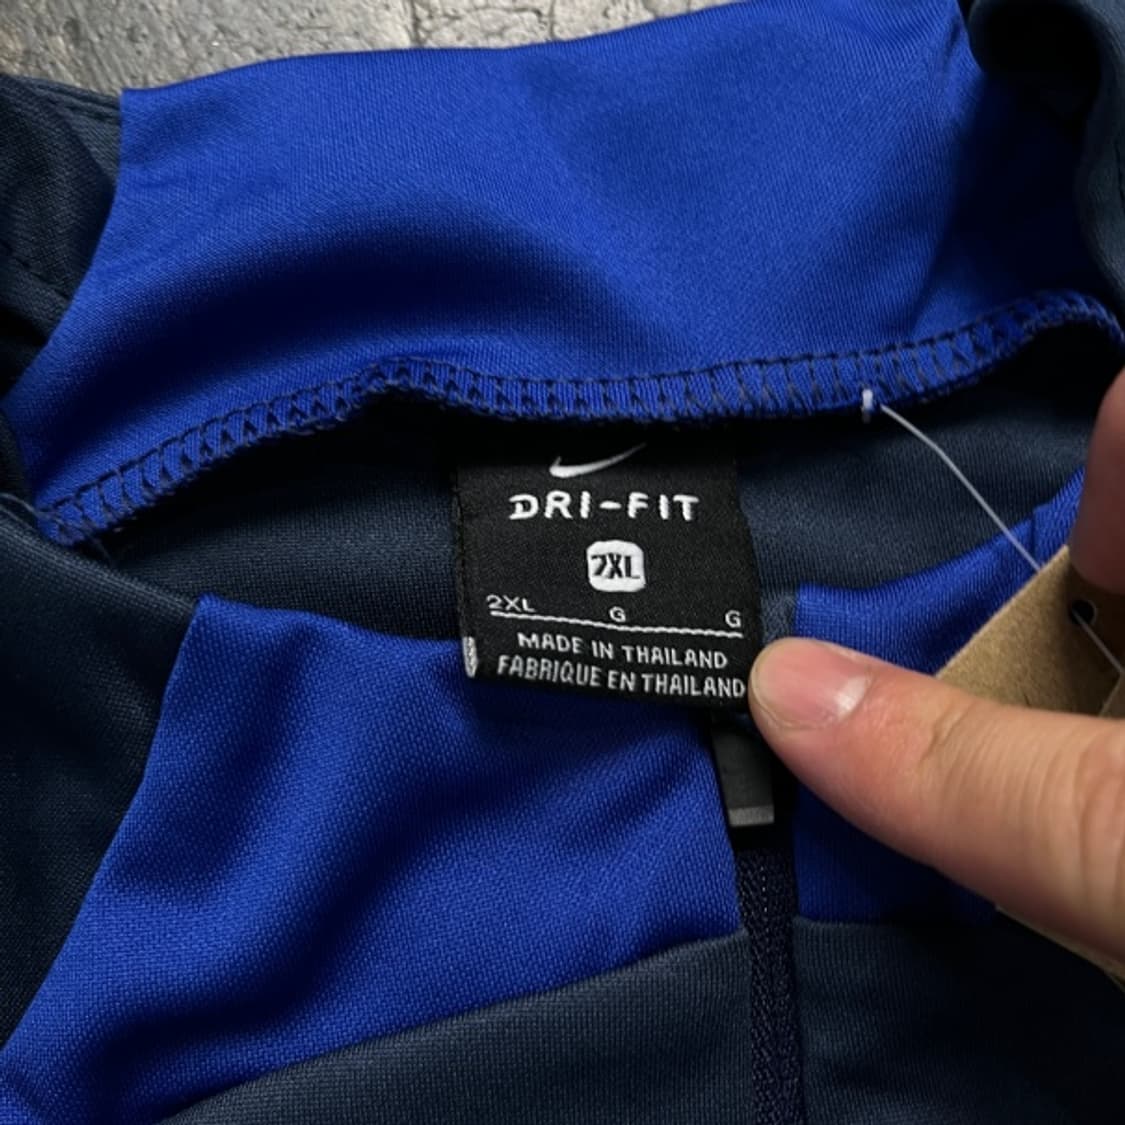 DRI-FIT
2XL
2XL G G
MADE IN THAILAND
FABRIQUE EN THAILAND